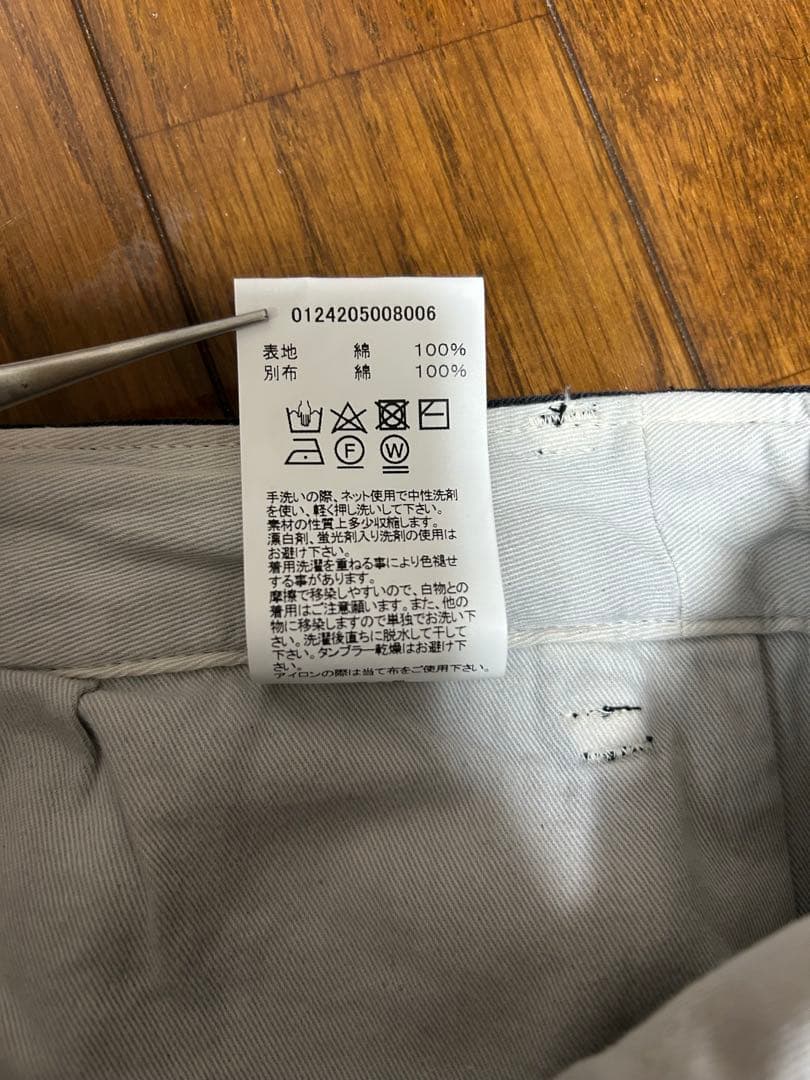 0124205008006
表地 綿 100%
別布 綿 100%
F W
手洗いの際、ネット使用で中性洗剤
を使い、軽く押し洗いして下さい。
素材の性質上多少収縮します。
漂白剤、蛍光剤入り洗剤の使用は
お避け下さい。
着用洗濯を重ねる事により色褪せ
する事があります。
摩擦で移染しやすいので、白物との
着用はご注意願います。また、他の
物に移染しますので単独でお洗い下
さい。洗濯後直ちに脱水して干して
下さい。タンブラー乾燥はお避け下
さい。
アイロンの際は当て布をご使用下さい。